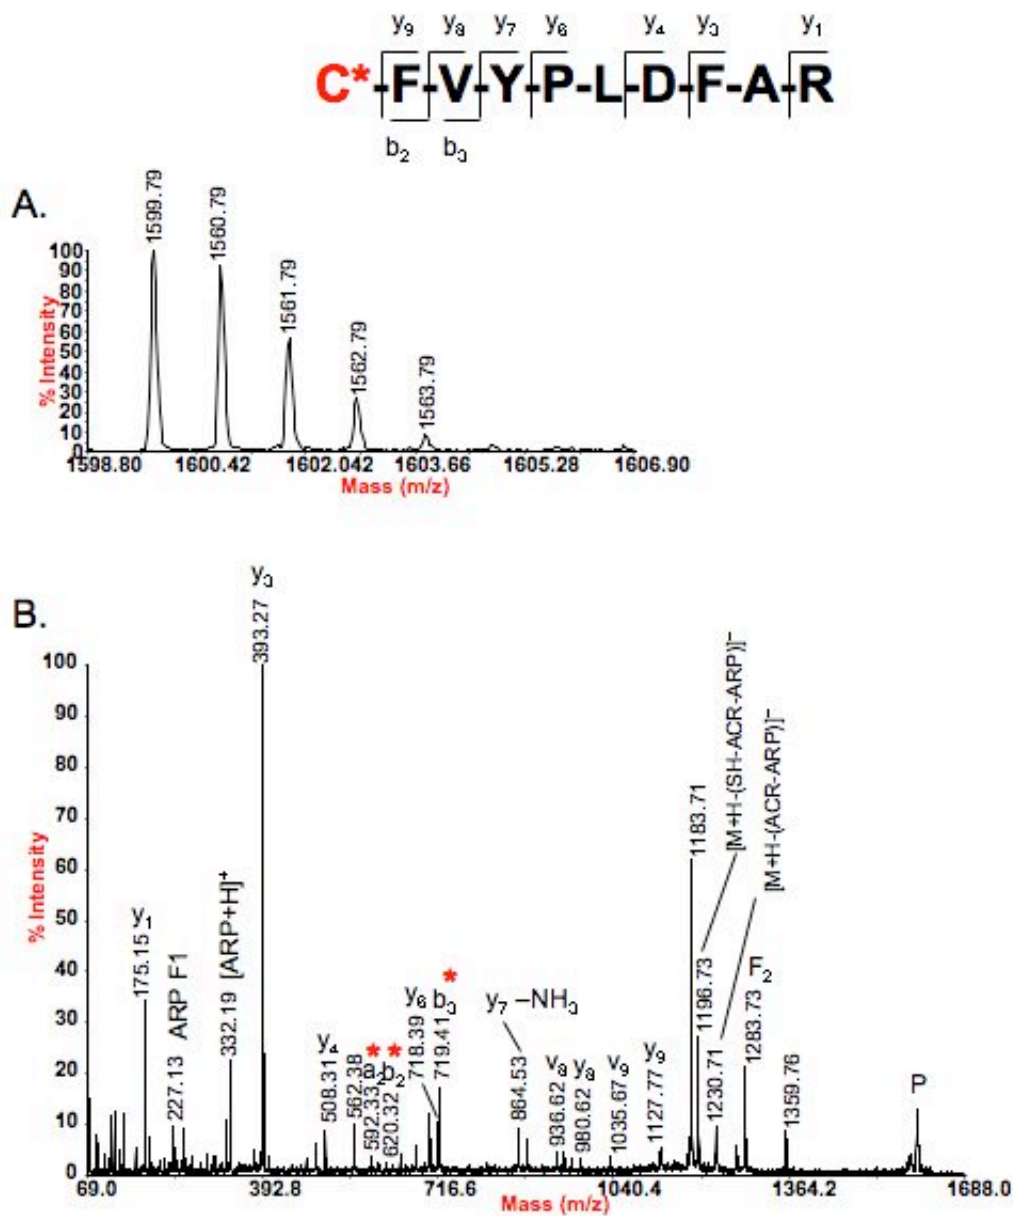 y₉ y₈ y₇ y₆ y₄ y₃ y₁
C*-F-V-Y-P-L-D-F-A-R
b₂ b₃
A.
1599.79
1560.79
1561.79
1562.79
1563.79
% Intensity
100
90
80
70
60
50
40
30
20
10
0
1598.80 1600.42 1602.042 1603.66 1605.28 1606.90
Mass (m/z)
B.
% Intensity
100
90
80
70
60
50
40
30
20
10
0
y₁
175.15
ARP F1
227.13
[ARP+H]⁺
332.19
y₃
393.27
y₄
508.31
562.38
*
a₂
592.33
*
b₂
620.32
y₆
718.39
*
b₃
719.41
y₇ –NH₃
864.53
v₈
936.62
y₈
980.62
v₉
1035.67
y₉
1127.77
1183.71
[M+H-(SH-ACR-ARP)]⁻
1196.73
[M+H-(ACR-ARP)]⁻
1230.71
F₂
1283.73
1359.76
P
69.0 392.8 716.6 1040.4 1364.2 1688.0
Mass (m/z)